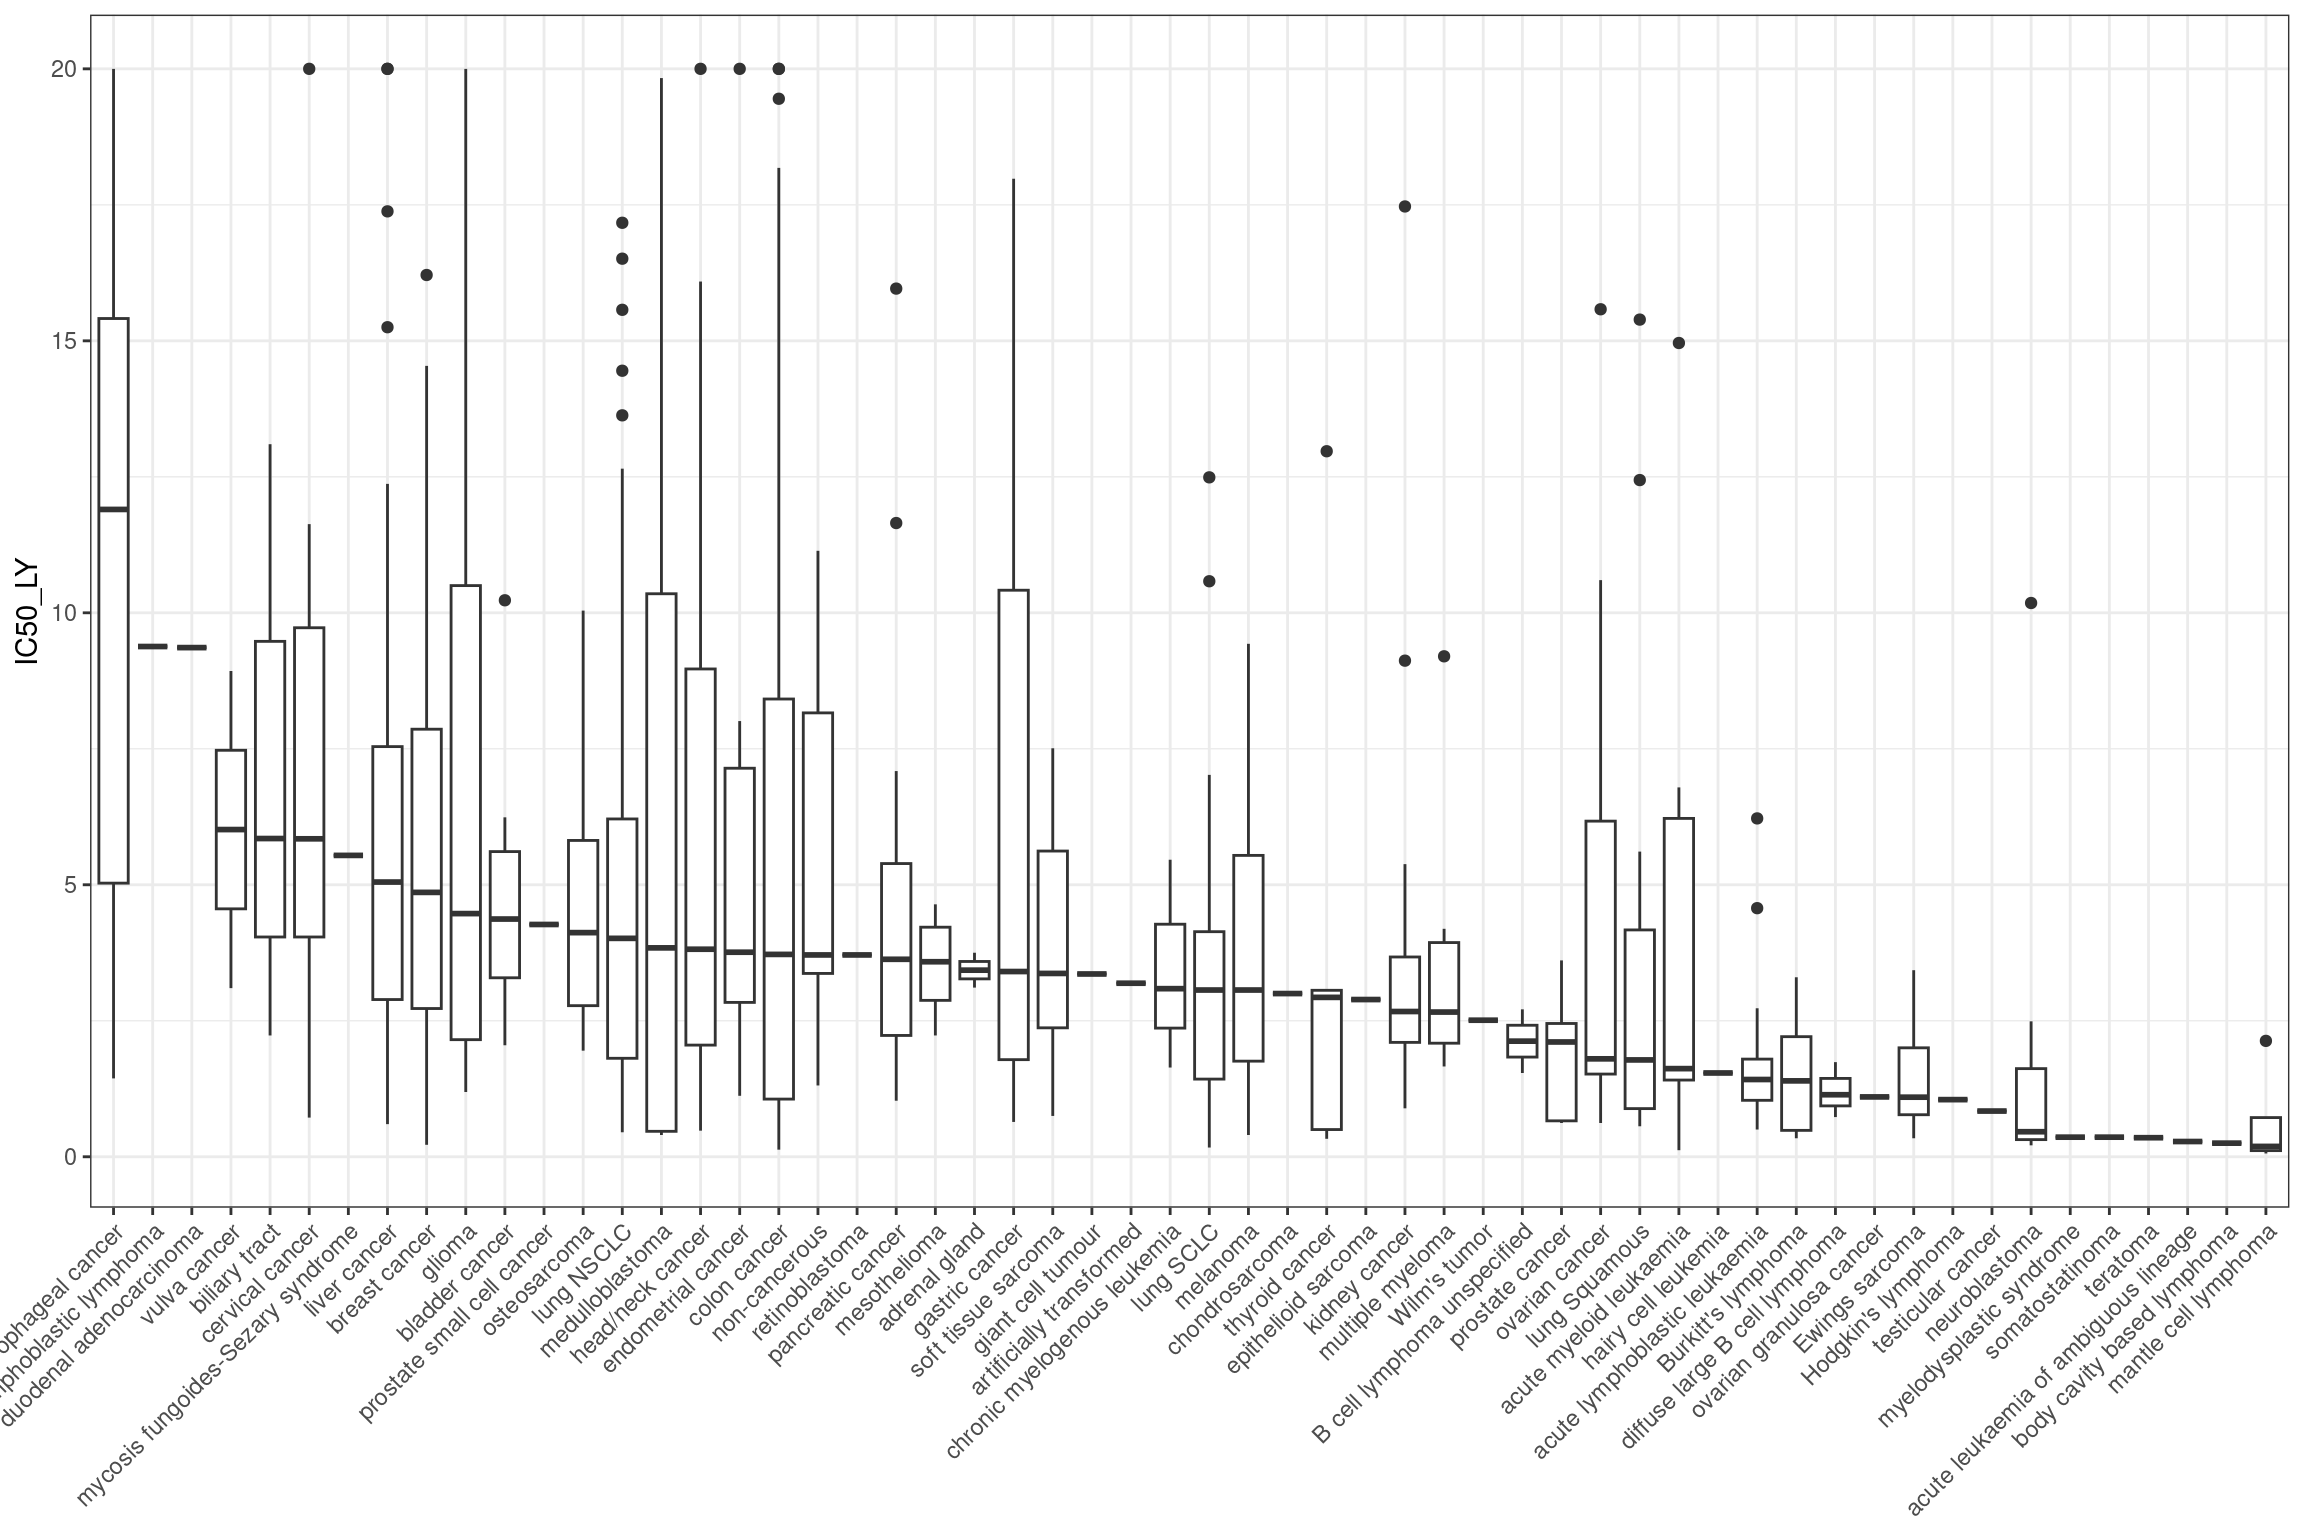 IC50_LY
20
15
10
5
0
duodenal adenocarcinoma
vulva cancer
biliary tract
cervical cancer
mycosis fungoides-Sezary syndrome
liver cancer
breast cancer
glioma
bladder cancer
prostate small cell cancer
osteosarcoma
lung NSCLC
medulloblastoma
head/neck cancer
endometrial cancer
colon cancer
non-cancerous
retinoblastoma
pancreatic cancer
mesothelioma
adrenal gland
gastric cancer
soft tissue sarcoma
giant cell tumour
artificially transformed
chronic myelogenous leukemia
lung SCLC
melanoma
chondrosarcoma
thyroid cancer
epithelioid sarcoma
kidney cancer
multiple myeloma
Wilm's tumor
B cell lymphoma unspecified
prostate cancer
ovarian cancer
lung Squamous
acute myeloid leukaemia
hairy cell leukemia
acute lymphoblastic leukaemia
Burkitt's lymphoma
diffuse large B cell lymphoma
ovarian granulosa cancer
Ewings sarcoma
Hodgkin's lymphoma
testicular cancer
neuroblastoma
myelodysplastic syndrome
somatostatinoma
teratoma
acute leukaemia of ambiguous lineage
body cavity based lymphoma
mantle cell lymphoma
ophageal cancer
phoblastic lymphoma